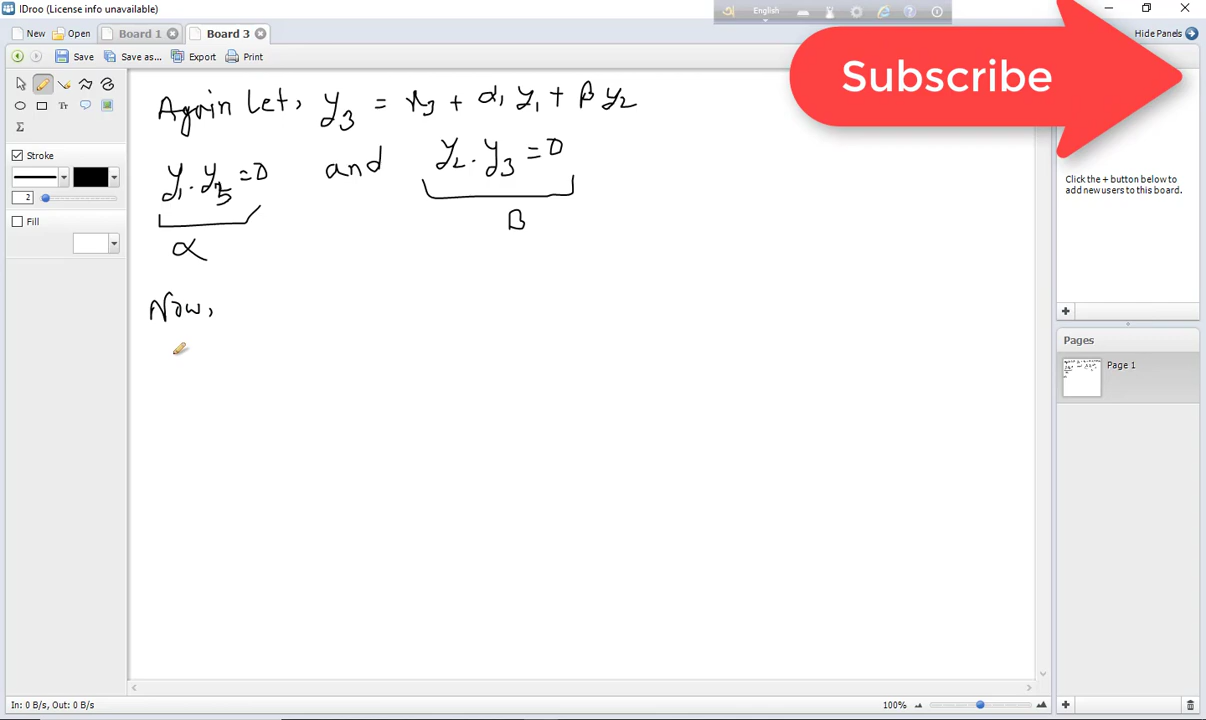 IDroo (License info unavailable)
English
New Open Board 1 Board 3
Hide Panels
Save Save as... Export Print
Subscribe
Again Let, y3 = x3 + α1 y1 + β y2
y1 . y3 = 0 and y2 . y3 = 0
α
β
Now,
Tr
Σ
Stroke
2
Fill
Click the + button below to
add new users to this board.
Pages
Page 1
In: 0 B/s, Out: 0 B/s
100%